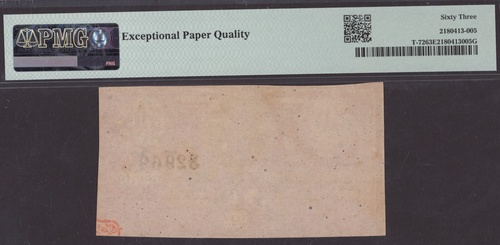 PMG
Exceptional Paper Quality
Sixty Three
2180413-005
T-7263E2180413005G